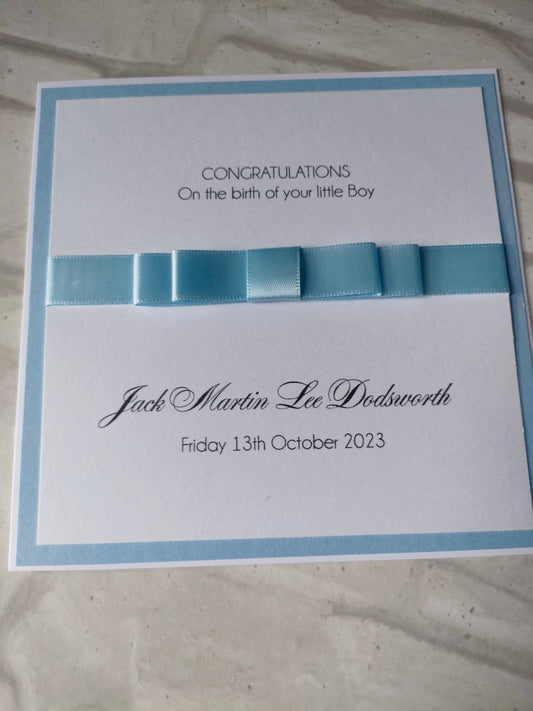 CONGRATULATIONS
On the birth of your little Boy
Jack Martin Lee Dodsworth
Friday 13th October 2023